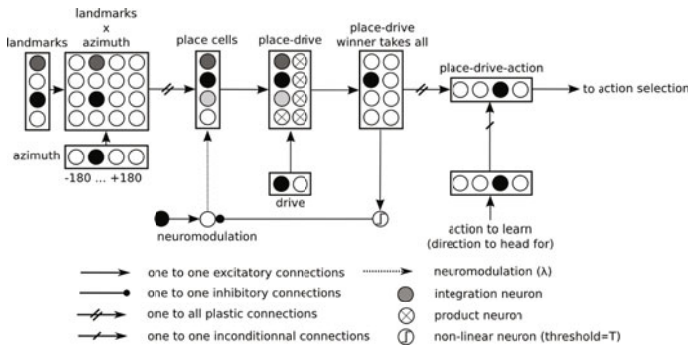 landmarks
x
azimuth
landmarks
place cells
place-drive
place-drive
winner takes all
place-drive-action
to action selection
azimuth
-180 ... +180
drive
neuromodulation
action to learn
(direction to head for)
one to one excitatory connections
one to one inhibitory connections
one to all plastic connections
one to one inconditionnal connections
neuromodulation (λ)
integration neuron
product neuron
non-linear neuron (threshold=T)